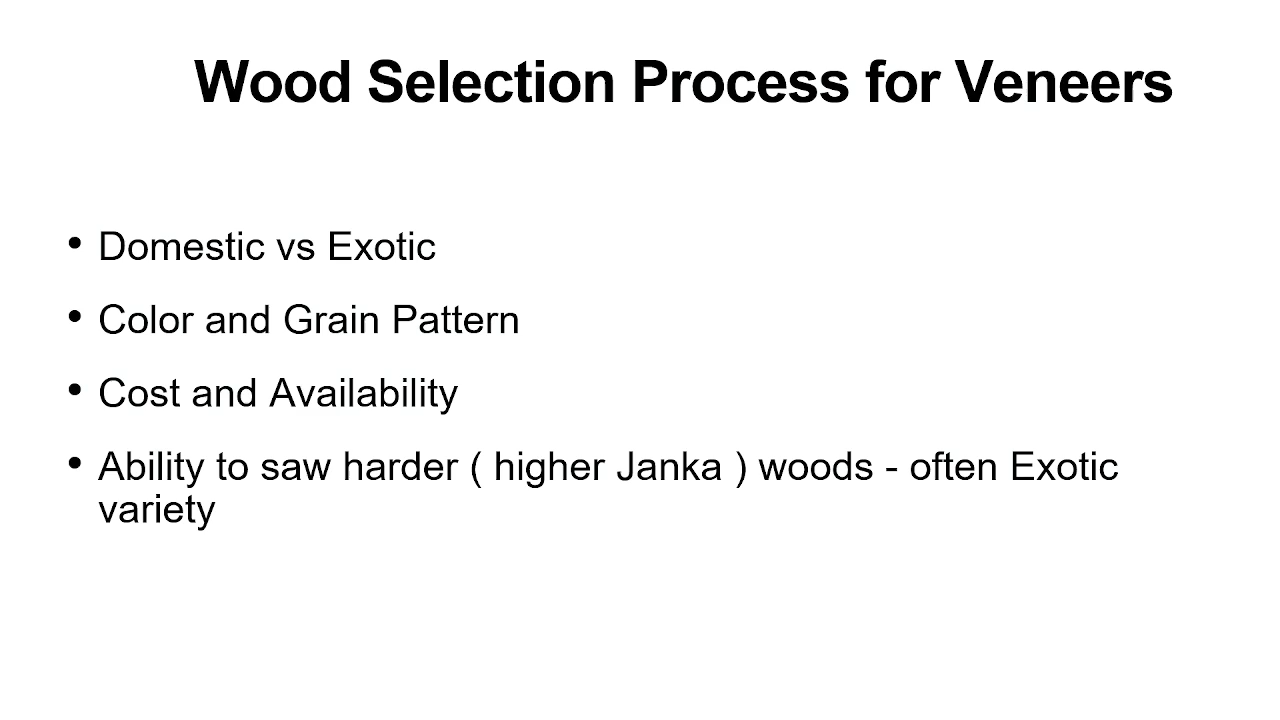 Wood Selection Process for Veneers
• Domestic vs Exotic
• Color and Grain Pattern
• Cost and Availability
• Ability to saw harder ( higher Janka ) woods - often Exotic
variety